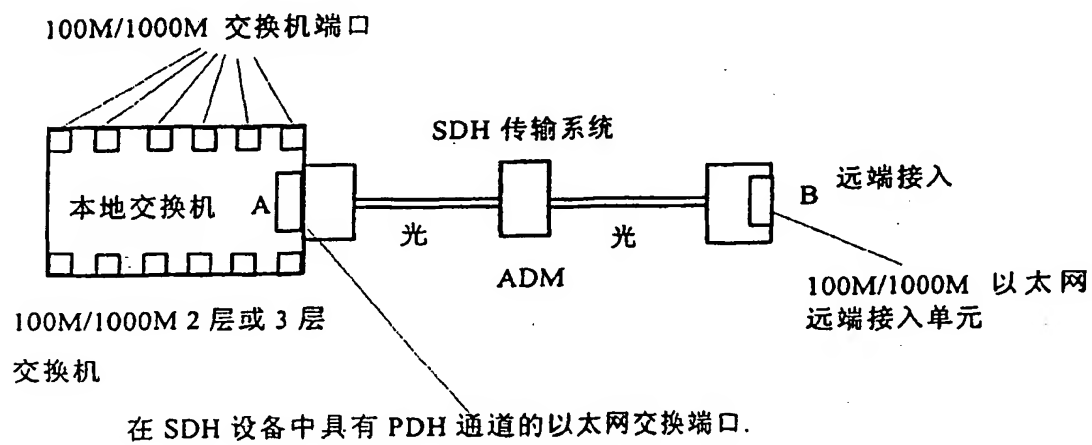 100M/1000M 交换机端口
SDH 传输系统
本地交换机 A
B 远端接入
光 光
ADM
100M/1000M 以太网
远端接入单元
100M/1000M 2 层或 3 层
交换机
在 SDH 设备中具有 PDH 通道的以太网交换端口.